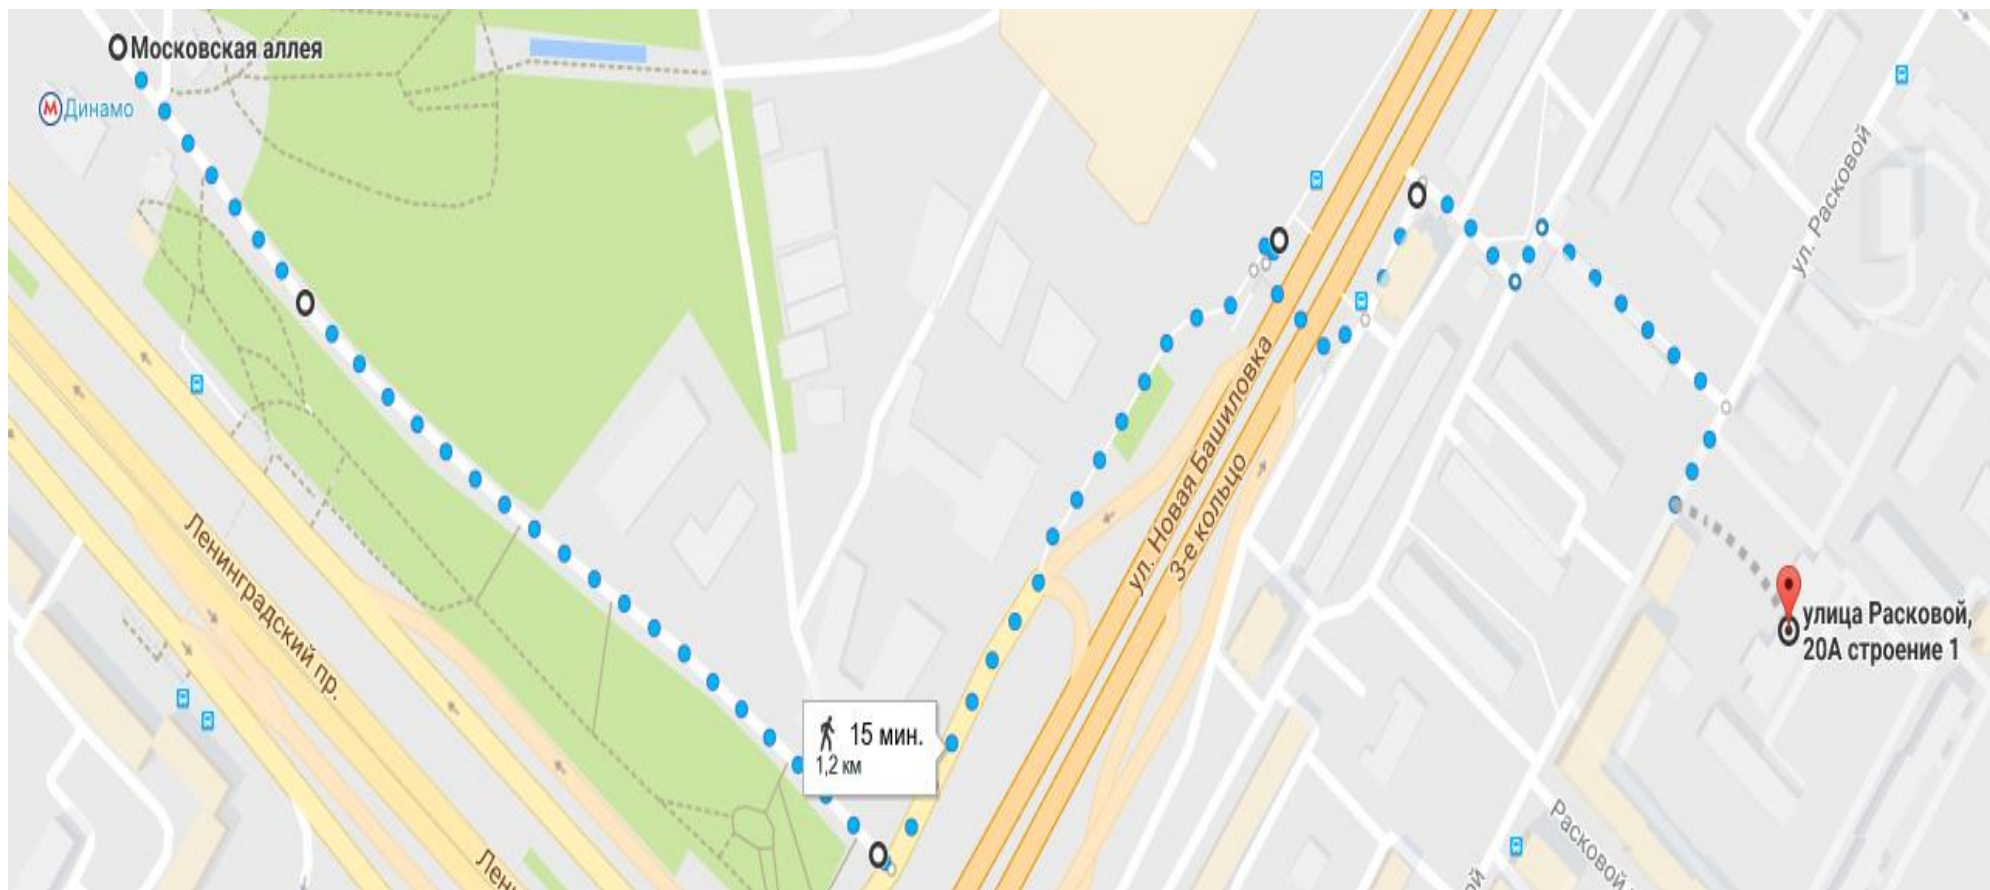 Московская аллея
М Динамо
ул. Расковой
ул. Новая Башиловка
3-е кольцо
Ленинградский пр.
15 мин.
1,2 км
улица Расковой,
20А строение 1
Расковой